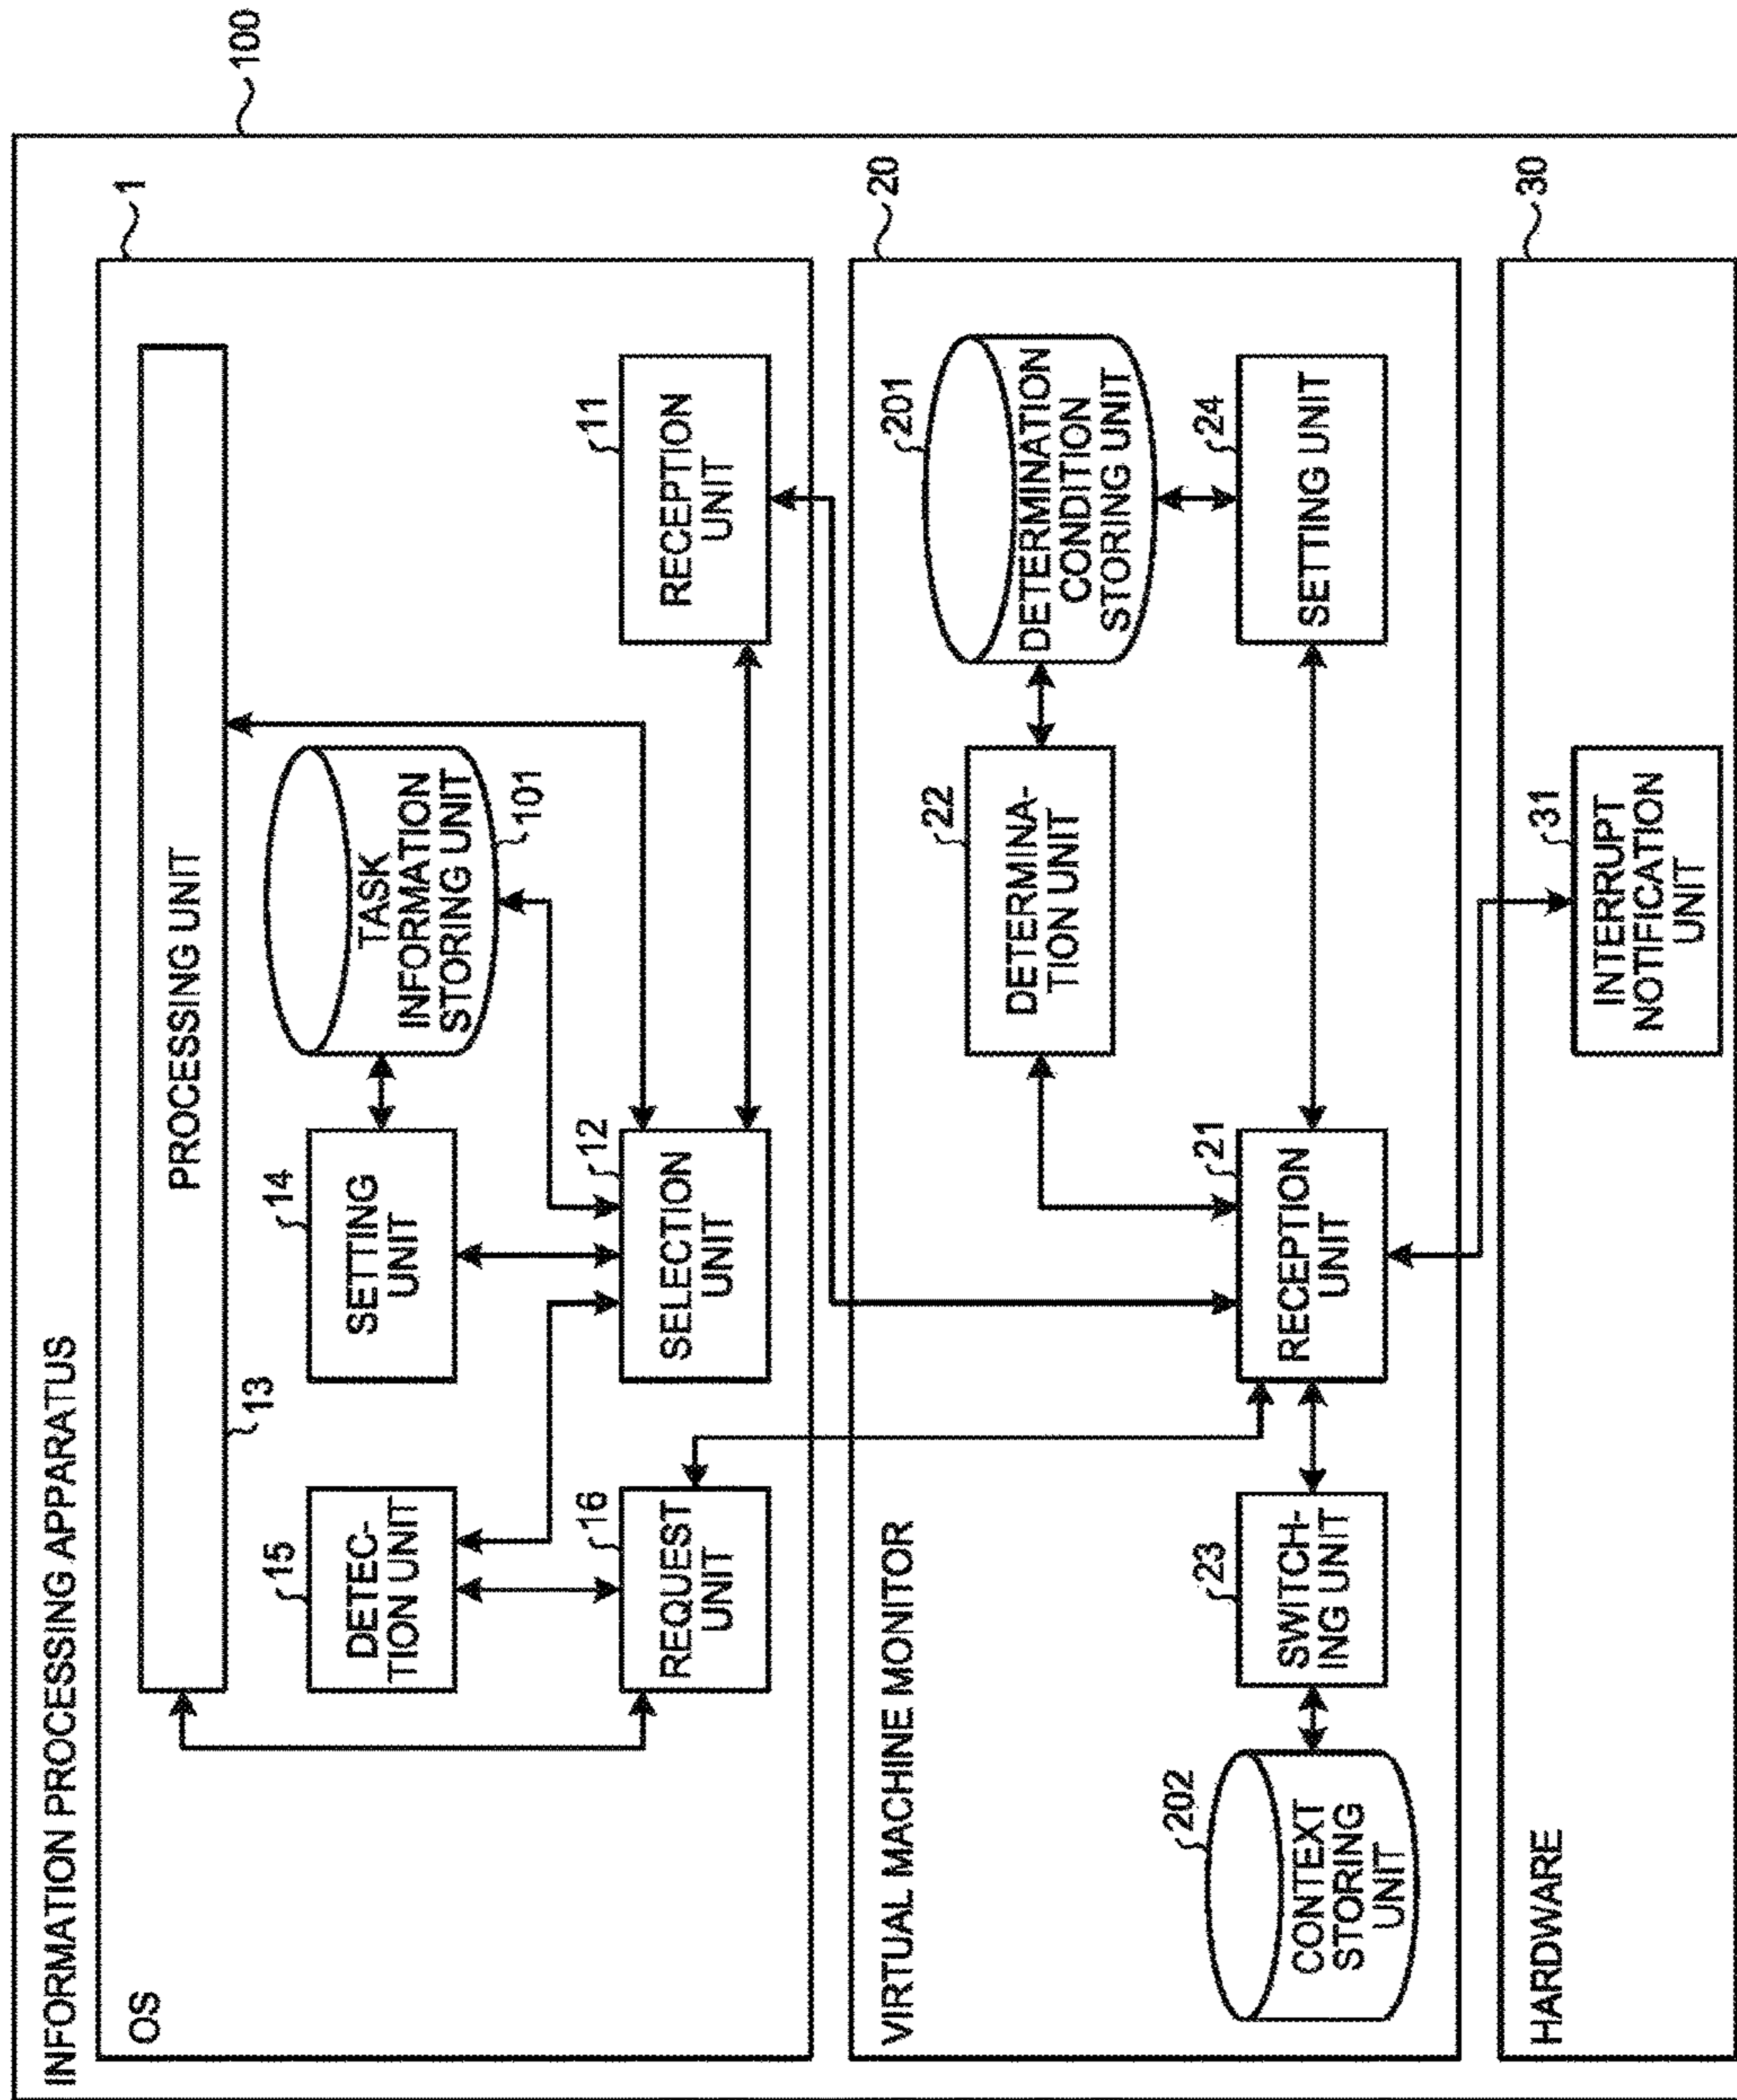 INFORMATION PROCESSING APPARATUS
100
OS
1
PROCESSING UNIT
13
15
DETEC-
TION UNIT
14
SETTING
UNIT
TASK
INFORMATION
STORING UNIT
101
16
REQUEST
UNIT
12
SELECTION
UNIT
11
RECEPTION
UNIT
VIRTUAL MACHINE MONITOR
20
22
DETERMINA-
TION UNIT
201
DETERMINATION
CONDITION
STORING UNIT
202
CONTEXT
STORING
UNIT
23
SWITCH-
ING UNIT
21
RECEPTION
UNIT
24
SETTING UNIT
HARDWARE
30
31
INTERRUPT
NOTIFICATION
UNIT